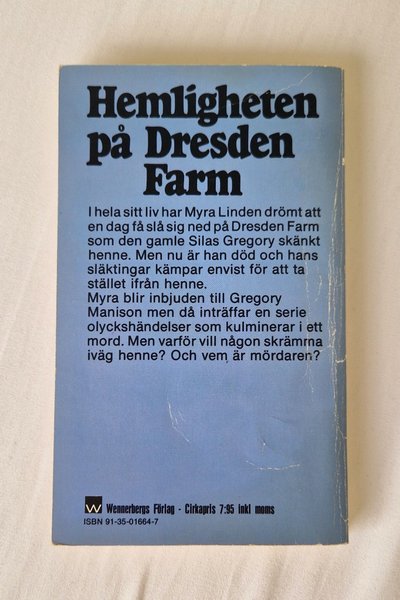 Hemligheten
på Dresden
Farm
I hela sitt liv har Myra Linden drömt att
en dag få slå sig ned på Dresden Farm
som den gamle Silas Gregory skänkt
henne. Men nu är han död och hans
släktingar kämpar envist för att ta
stället ifrån henne.
Myra blir inbjuden till Gregory
Manison men då inträffar en serie
olyckshändelser som kulminerar i ett
mord. Men varför vill någon skrämma
iväg henne? Och vem är mördaren?
W Wennerbergs Förlag - Cirkapris 7:95 inkl moms
ISBN 91-35-01664-7